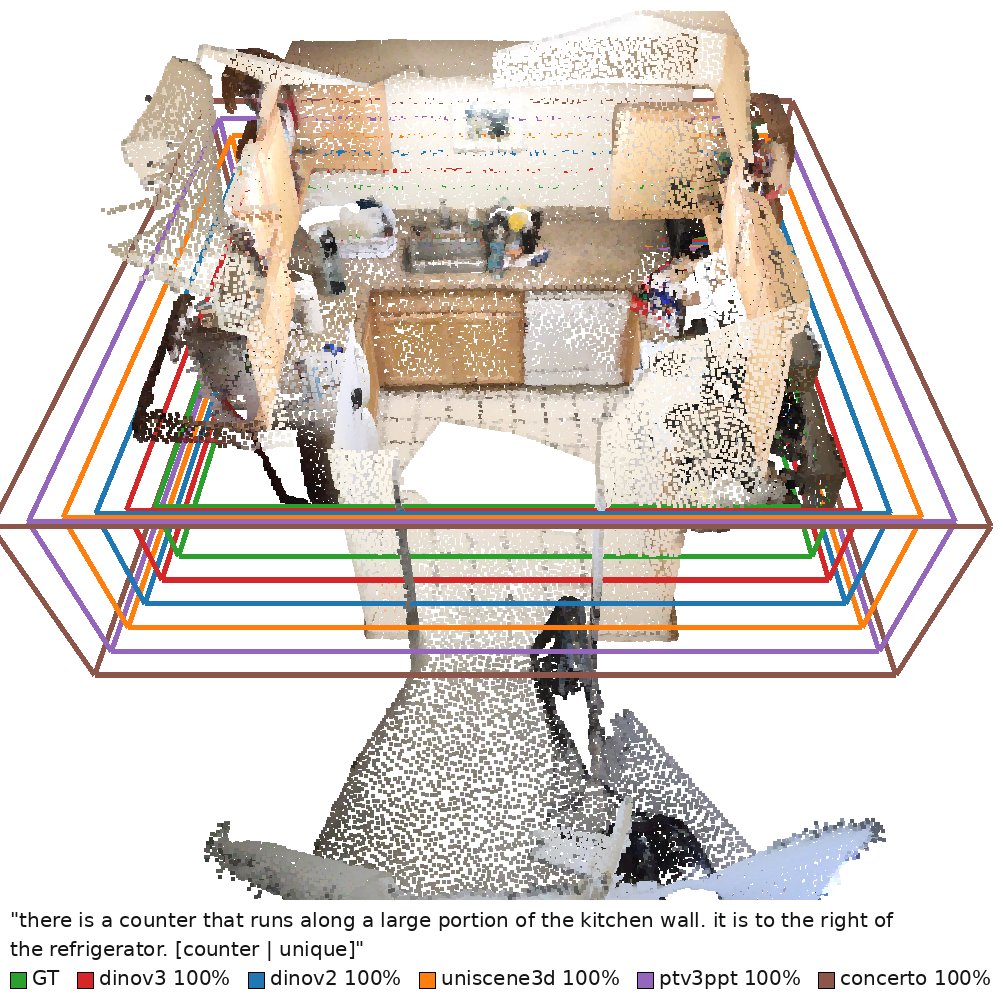 "there is a counter that runs along a large portion of the kitchen wall. it is to the right of
the refrigerator. [counter | unique]"
GT dinov3 100% dinov2 100% uniscene3d 100% ptv3ppt 100% concerto 100%